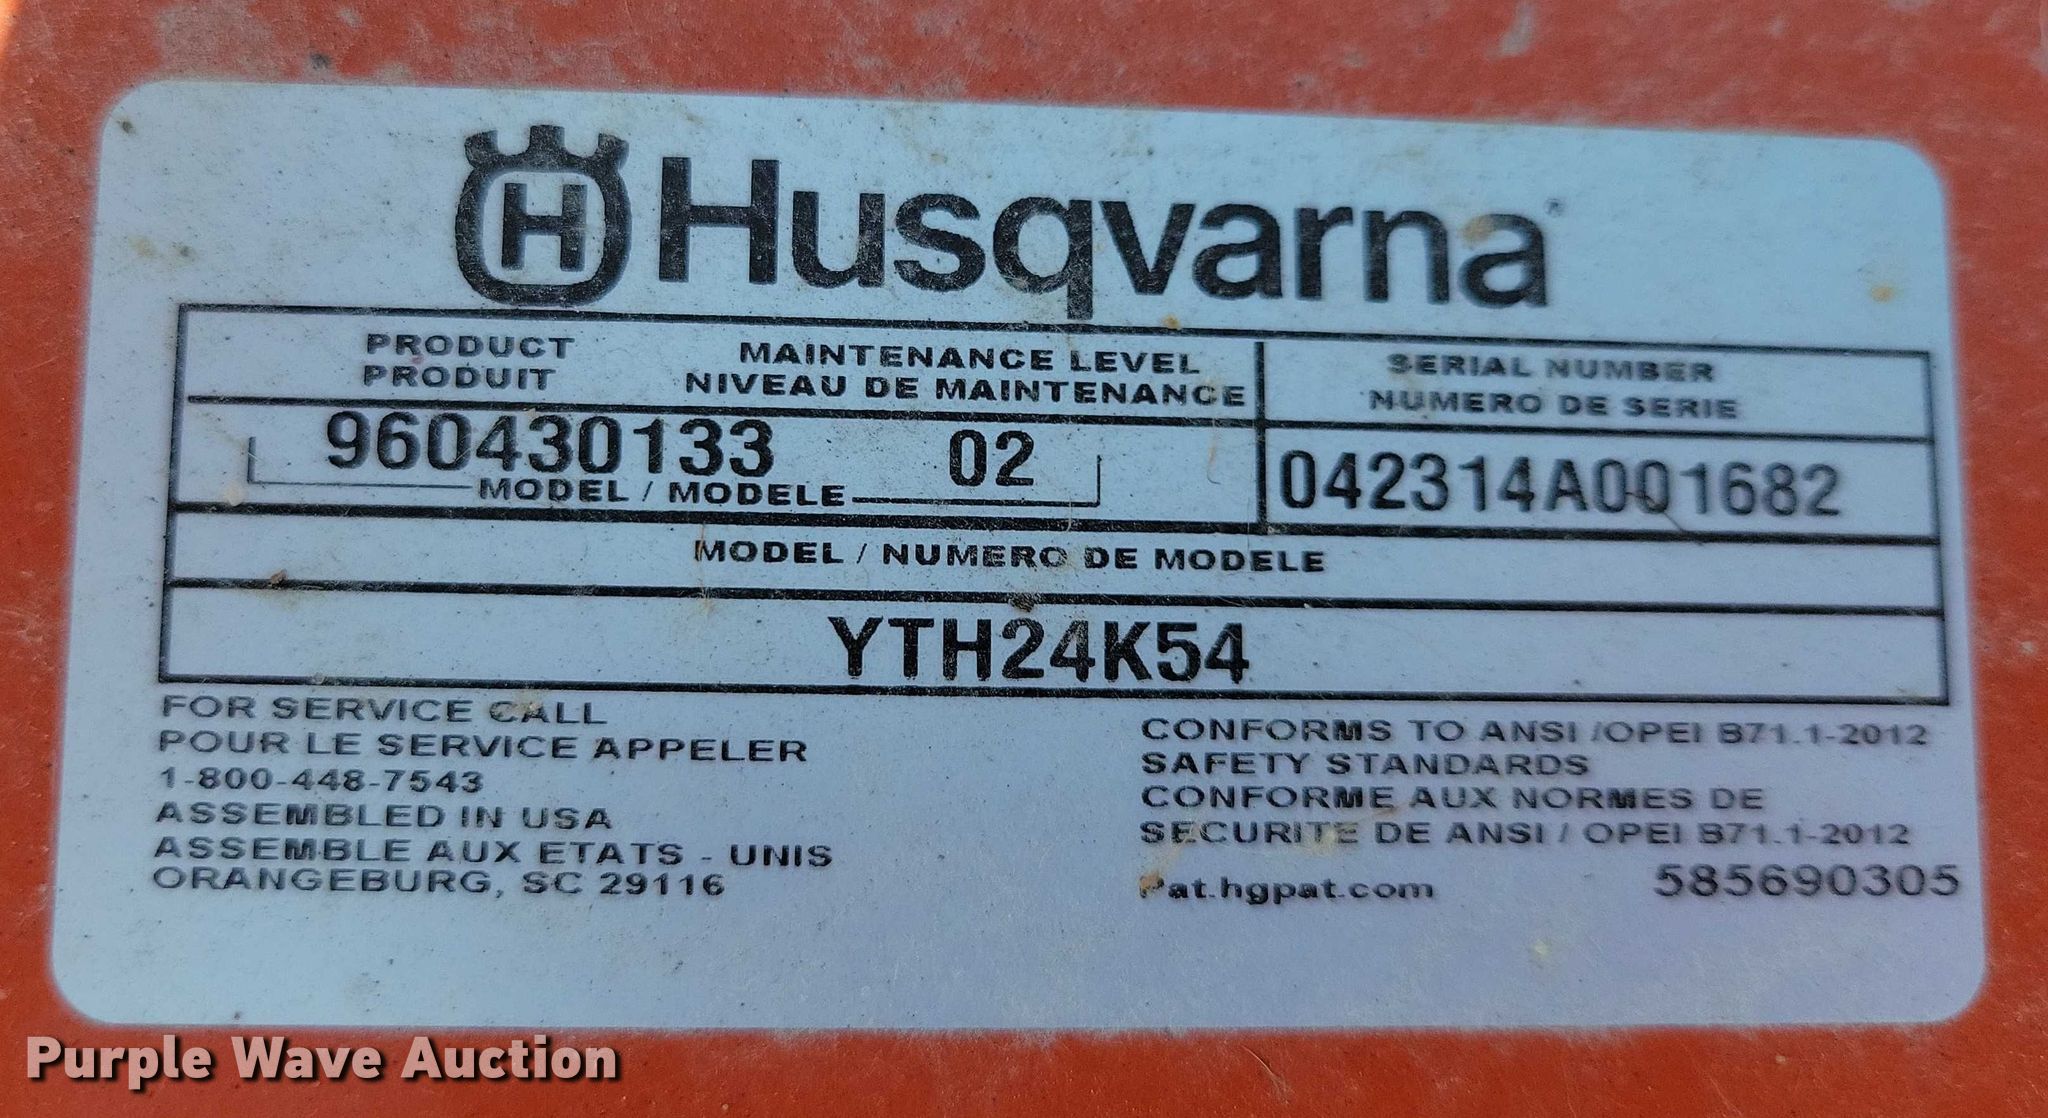 H Husqvarna
PRODUCT MAINTENANCE LEVEL SERIAL NUMBER
PRODUIT NIVEAU DE MAINTENANCE NUMERO DE SERIE
960430133 02 042314A001682
MODEL / MODELE
MODEL / NUMERO DE MODELE
YTH24K54
FOR SERVICE CALL
POUR LE SERVICE APPELER
1-800-448-7543
ASSEMBLED IN USA
ASSEMBLE AUX ETATS - UNIS
ORANGEBURG, SC 29116
CONFORMS TO ANSI /OPEI B71.1-2012
SAFETY STANDARDS
CONFORME AUX NORMES DE
SECURITE DE ANSI / OPEI B71.1-2012
Pat.hgpat.com 585690305
Purple Wave Auction